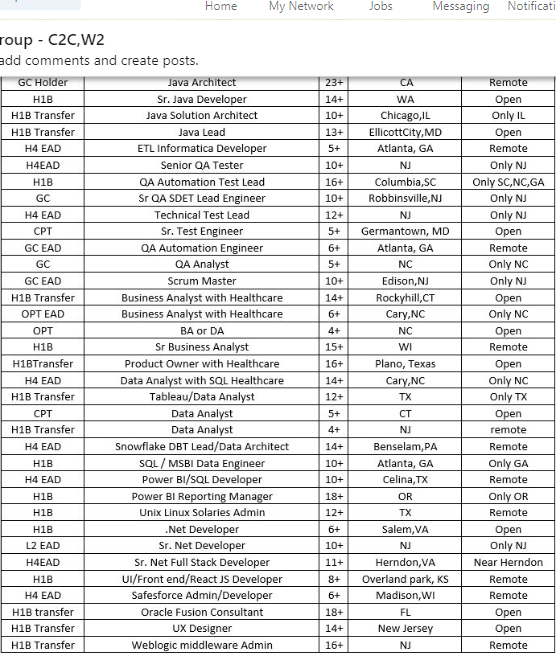 Home My Network Jobs Messaging Notificati
roup - C2C,W2
add comments and create posts.
GC Holder Java Architect 23+ CA Remote
H1B Sr. Java Developer 14+ WA Open
H1B Transfer Java Solution Architect 10+ Chicago,IL Only IL
H1B Transfer Java Lead 13+ EllicottCity,MD Open
H4 EAD ETL Informatica Developer 5+ Atlanta, GA Remote
H4EAD Senior QA Tester 10+ NJ Only NJ
H1B QA Automation Test Lead 16+ Columbia,SC Only SC,NC,GA
GC Sr QA SDET Lead Engineer 10+ Robbinsville,NJ Only NJ
H4 EAD Technical Test Lead 12+ NJ Only NJ
CPT Sr. Test Engineer 5+ Germantown, MD Open
GC EAD QA Automation Engineer 6+ Atlanta, GA Remote
GC QA Analyst 5+ NC Only NC
GC EAD Scrum Master 10+ Edison,NJ Only NJ
H1B Transfer Business Analyst with Healthcare 14+ Rockyhill,CT Open
OPT EAD Business Analyst with Healthcare 6+ Cary,NC Only NC
OPT BA or DA 4+ NC Open
H1B Sr Business Analyst 15+ WI Remote
H1BTransfer Product Owner with Healthcare 16+ Plano, Texas Open
H4 EAD Data Analyst with SQL Healthcare 14+ Cary,NC Only NC
H1B Transfer Tableau/Data Analyst 12+ TX Only TX
CPT Data Analyst 5+ CT Open
H1B Transfer Data Analyst 4+ NJ remote
H4 EAD Snowflake DBT Lead/Data Architect 14+ Benselam,PA Remote
H1B SQL / MSBI Data Engineer 10+ Atlanta, GA Only GA
H4 EAD Power BI/SQL Developer 10+ Celina,TX Remote
H1B Power BI Reporting Manager 18+ OR Only OR
H1B Unix Linux Solaries Admin 12+ TX Remote
H1B .Net Developer 6+ Salem,VA Open
L2 EAD Sr. Net Developer 10+ NJ Only NJ
H4EAD Sr. Net Full Stack Developer 11+ Herndon,VA Near Herndon
H1B UI/Front end/React JS Developer 8+ Overland park, KS Remote
H4 EAD Safesforce Admin/Developer 6+ Madison,WI Remote
H1B transfer Oracle Fusion Consultant 18+ FL Open
H1B Transfer UX Designer 14+ New Jersey Open
H1B Transfer Weblogic middleware Admin 16+ NJ Remote